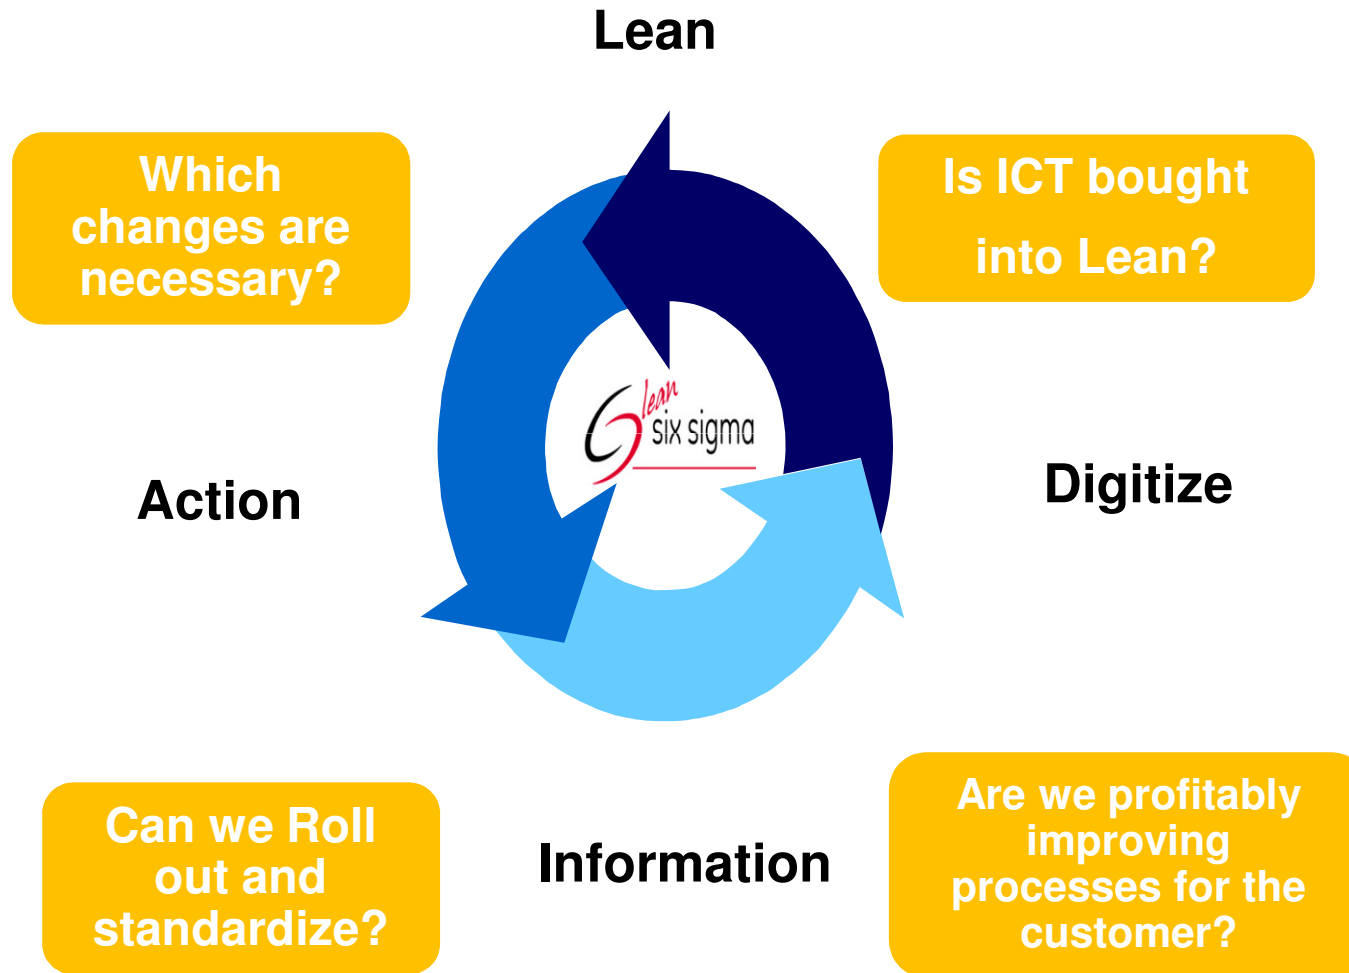 Lean
Which
changes are
necessary?
Is ICT bought
into Lean?
lean
six sigma
Action
Digitize
Can we Roll
out and
standardize?
Information
Are we profitably
improving
processes for the
customer?